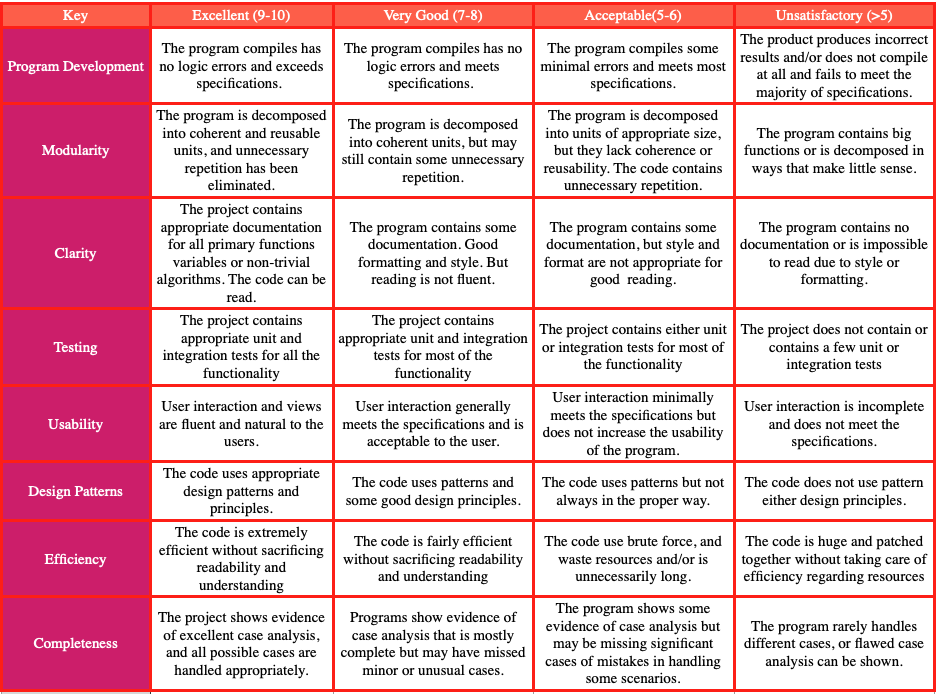 Key
Excellent (9-10)
Very Good (7-8)
Acceptable(5-6)
Unsatisfactory (>5)
Program Development
The program compiles has
no logic errors and exceeds
specifications.
The program compiles has no
logic errors and meets
specifications.
The program compiles some
minimal errors and meets most
specifications.
The product produces incorrect
results and/or does not compile
at all and fails to meet the
majority of specifications.
Modularity
The program is decomposed
into coherent and reusable
units, and unnecessary
repetition has been
eliminated.
The program is decomposed
into coherent units, but may
still contain some unnecessary
repetition.
The program is decomposed
into units of appropriate size,
but they lack coherence or
reusability. The code contains
unnecessary repetition.
The program contains big
functions or is decomposed in
ways that make little sense.
Clarity
The project contains
appropriate documentation
for all primary functions
variables or non-trivial
algorithms. The code can be
read.
The program contains some
documentation. Good
formatting and style. But
reading is not fluent.
The program contains some
documentation, but style and
format are not appropriate for
good reading.
The program contains no
documentation or is impossible
to read due to style or
formatting.
Testing
The project contains
appropriate unit and
integration tests for all the
functionality
The project contains
appropriate unit and integration
tests for most of the
functionality
The project contains either unit
or integration tests for most of
the functionality
The project does not contain or
contains a few unit or
integration tests
Usability
User interaction and views
are fluent and natural to the
users.
User interaction generally
meets the specifications and is
acceptable to the user.
User interaction minimally
meets the specifications but
does not increase the usability
of the program.
User interaction is incomplete
and does not meet the
specifications.
Design Patterns
The code uses appropriate
design patterns and
principles.
The code uses patterns and
some good design principles.
The code uses patterns but not
always in the proper way.
The code does not use pattern
either design principles.
Efficiency
The code is extremely
efficient without sacrificing
readability and
understanding
The code is fairly efficient
without sacrificing readability
and understanding
The code use brute force, and
waste resources and/or is
unnecessarily long.
The code is huge and patched
together without taking care of
efficiency regarding resources
Completeness
The project shows evidence
of excellent case analysis,
and all possible cases are
handled appropriately.
Programs show evidence of
case analysis that is mostly
complete but may have missed
minor or unusual cases.
The program shows some
evidence of case analysis but
may be missing significant
cases of mistakes in handling
some scenarios.
The program rarely handles
different cases, or flawed case
analysis can be shown.